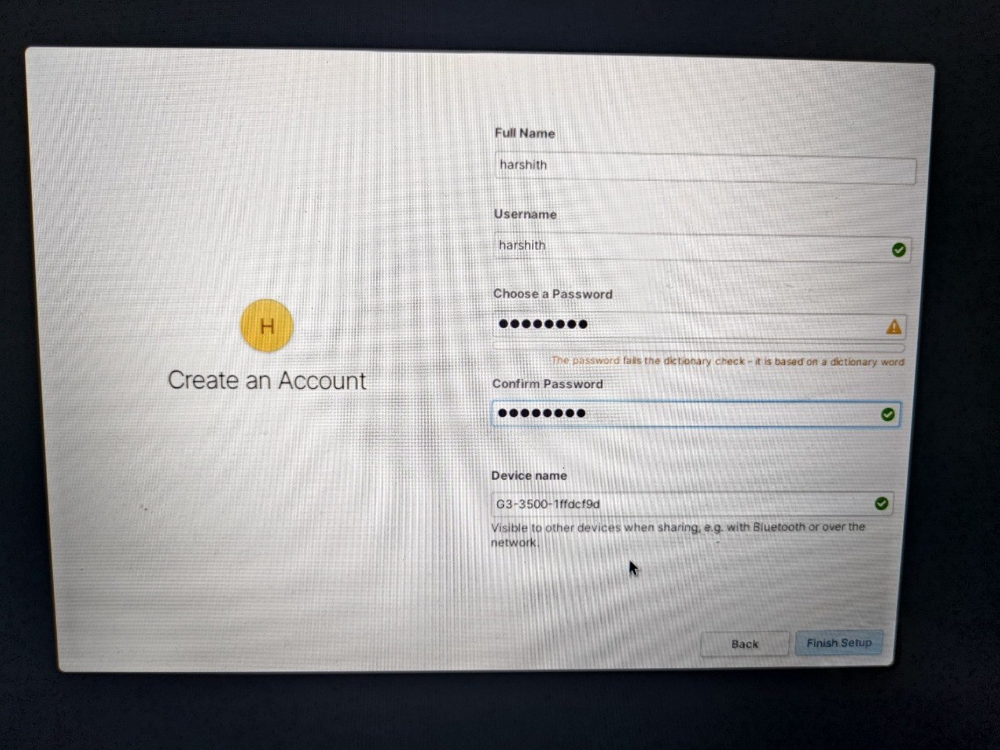 H
Create an Account
Full Name
harshith
Username
harshith
Choose a Password
●●●●●●●●
The password fails the dictionary check - it is based on a dictionary word
Confirm Password
●●●●●●●●
Device name
G3-3500-1ffdcf9d
Visible to other devices when sharing, e.g. with Bluetooth or over the
network.
Back
Finish Setup